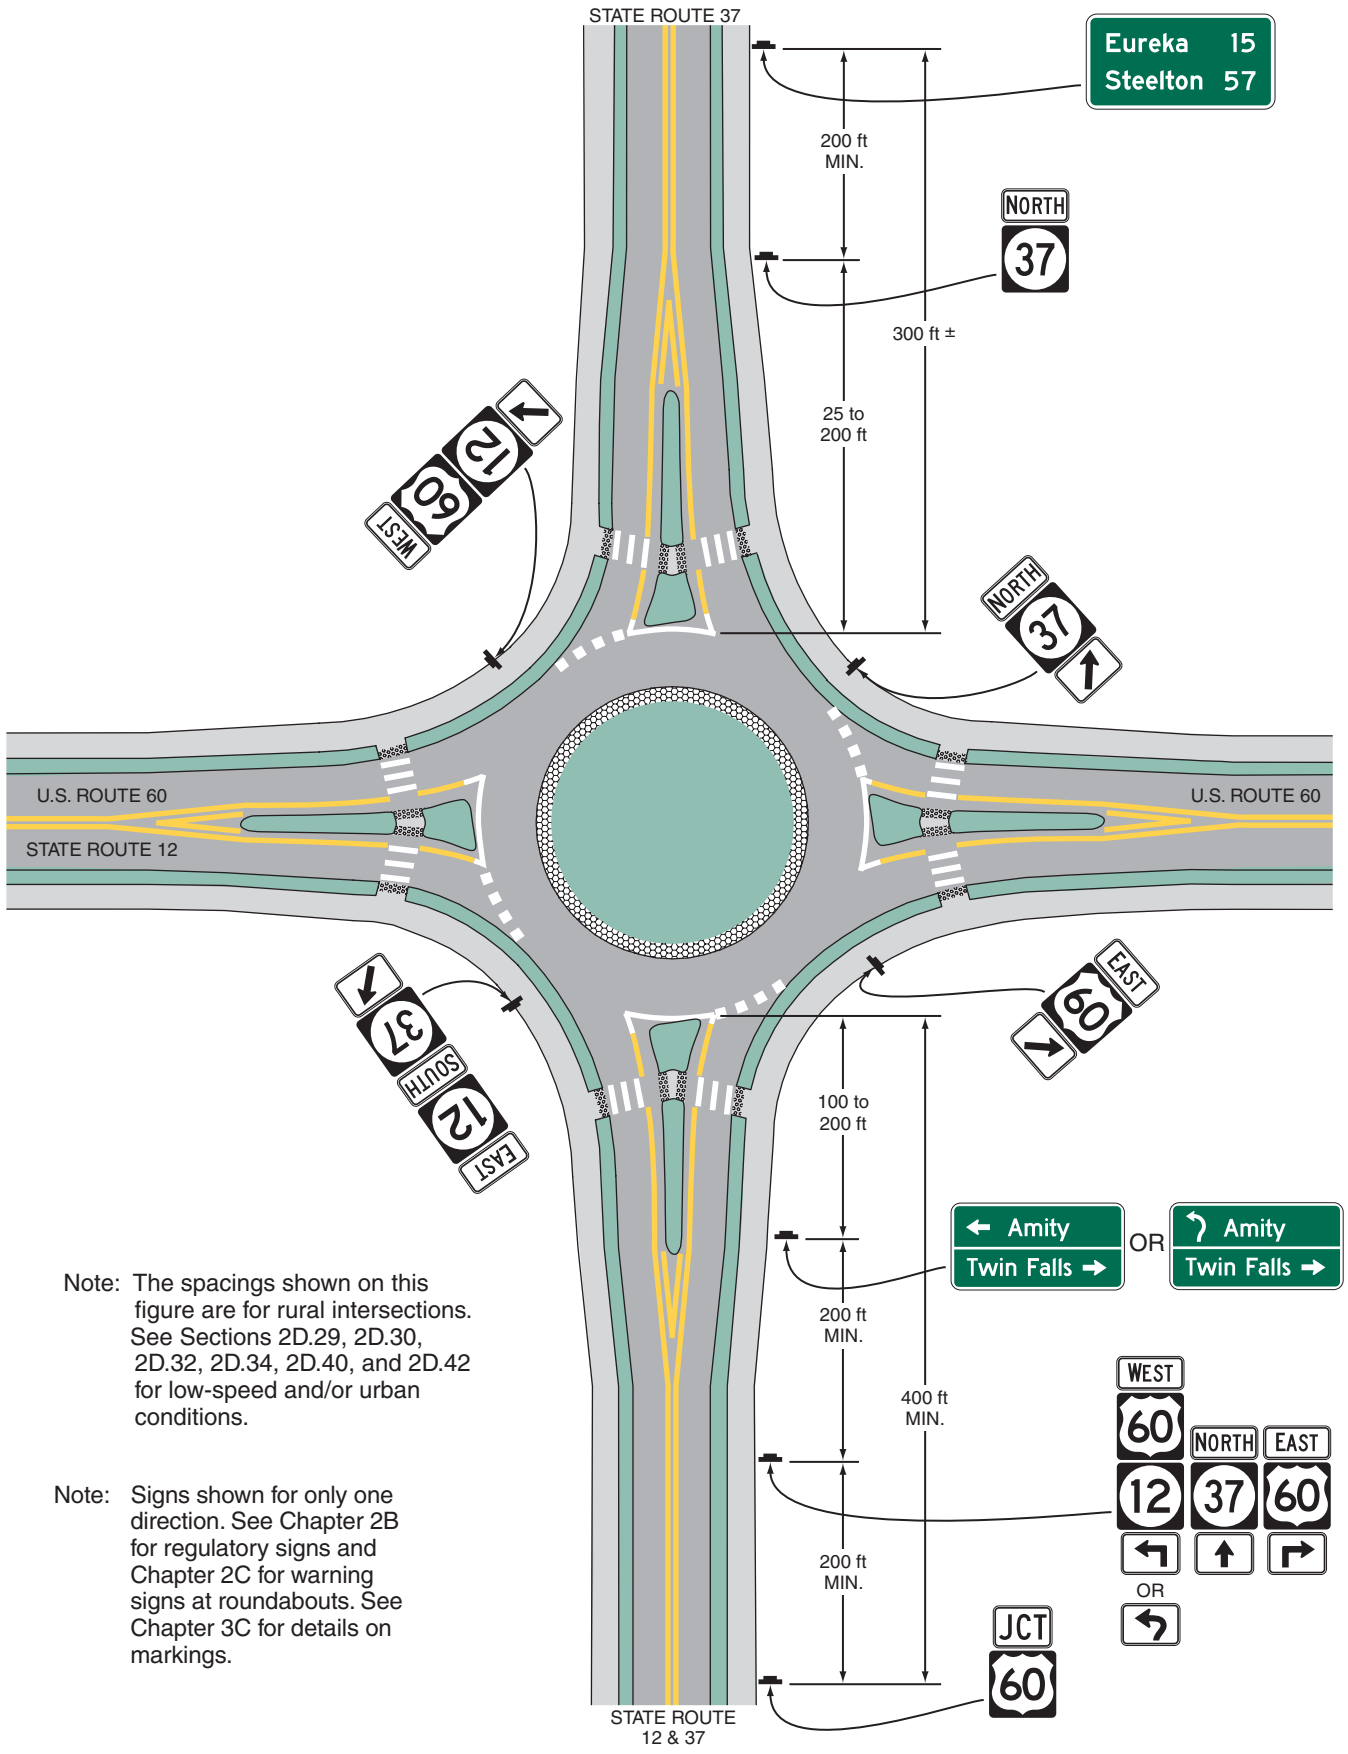 STATE ROUTE 37
Eureka 15
Steelton 57
200 ft
MIN.
NORTH
37
300 ft ±
25 to
200 ft
12
60
WEST
NORTH
37
U.S. ROUTE 60
STATE ROUTE 12
U.S. ROUTE 60
37
SOUTH
12
EAST
EAST
60
100 to
200 ft
← Amity
Twin Falls →
OR
Amity
Twin Falls →
200 ft
MIN.
400 ft
MIN.
WEST
60
NORTH
EAST
12
37
60
OR
200 ft
MIN.
JCT
60
STATE ROUTE
12 & 37
Note: The spacings shown on this
figure are for rural intersections.
See Sections 2D.29, 2D.30,
2D.32, 2D.34, 2D.40, and 2D.42
for low-speed and/or urban
conditions.
Note: Signs shown for only one
direction. See Chapter 2B
for regulatory signs and
Chapter 2C for warning
signs at roundabouts. See
Chapter 3C for details on
markings.